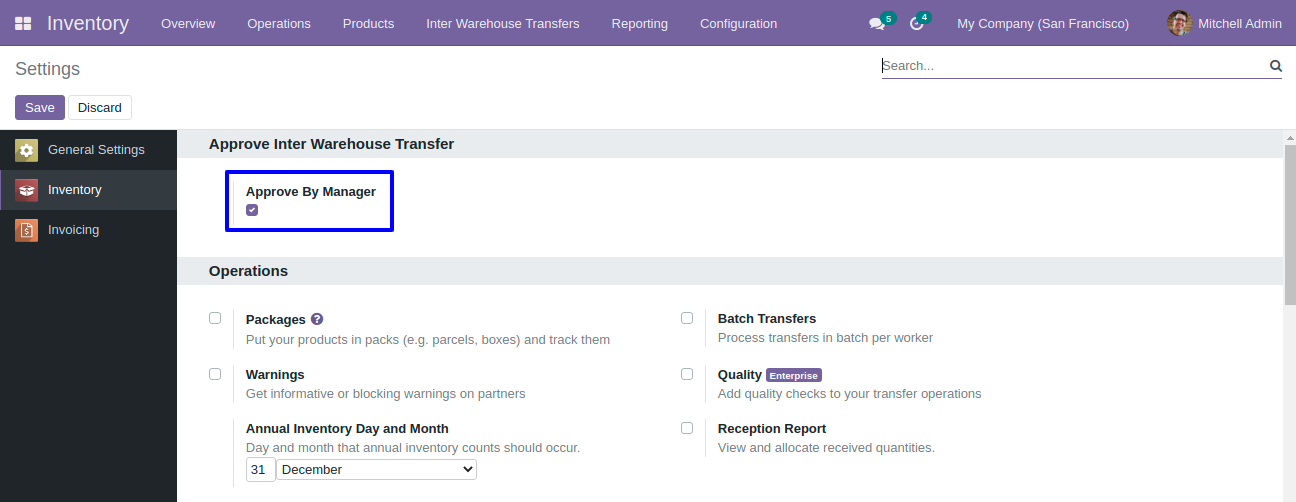 Inventory Overview Operations Products Inter Warehouse Transfers Reporting Configuration 5 4 My Company (San Francisco) Mitchell Admin
Settings
Search...
Save Discard
General Settings
Inventory
Invoicing
Approve Inter Warehouse Transfer
Approve By Manager
Operations
Packages ?
Put your products in packs (e.g. parcels, boxes) and track them
Batch Transfers
Process transfers in batch per worker
Warnings
Get informative or blocking warnings on partners
Quality Enterprise
Add quality checks to your transfer operations
Annual Inventory Day and Month
Day and month that annual inventory counts should occur.
31 December
Reception Report
View and allocate received quantities.